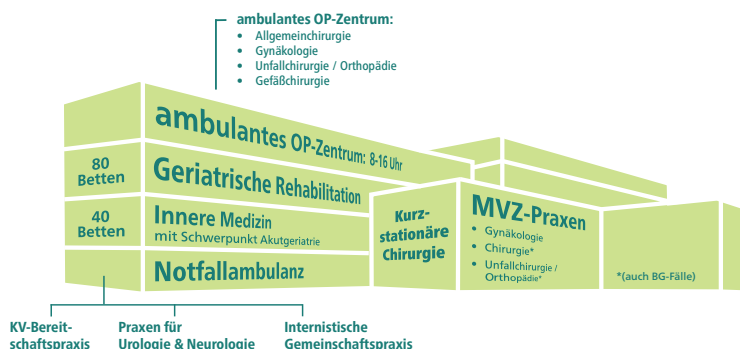 ambulantes OP-Zentrum:
• Allgemeinchirurgie
• Gynäkologie
• Unfallchirurgie / Orthopädie
• Gefäßchirurgie
ambulantes OP-Zentrum: 8-16 Uhr
80
Betten
Geriatrische Rehabilitation
40
Betten
Innere Medizin
mit Schwerpunkt Akutgeriatrie
Notfallambulanz
Kurz-
stationäre
Chirurgie
MVZ-Praxen
• Gynäkologie
• Chirurgie*
• Unfallchirurgie /
Orthopädie*
*(auch BG-Fälle)
KV-Bereit-
schaftspraxis
Praxen für
Urologie & Neurologie
Internistische
Gemeinschaftspraxis